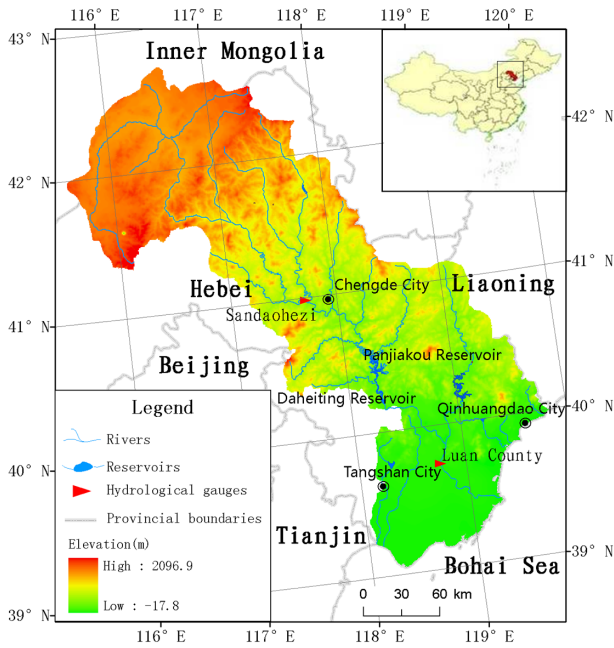 116° E
117° E
118° E
119° E
120° E
43° N
Inner Mongolia
42° N
42° N
41° N
Hebei
Chengde City
Liaoning
Sandaohezi
41° N
Beijing
Panjiakou Reservoir
Daheiting Reservoir
Qinhuangdao City
40° N
Legend
Rivers
Reservoirs
Hydrological gauges
Provincial boundaries
Elevation(m)
High : 2096.9
Low : -17.8
Luan County
Tangshan City
40° N
Tianjin
Bohai Sea
39° N
0 30 60 km
39° N
116° E
117° E
118° E
119° E